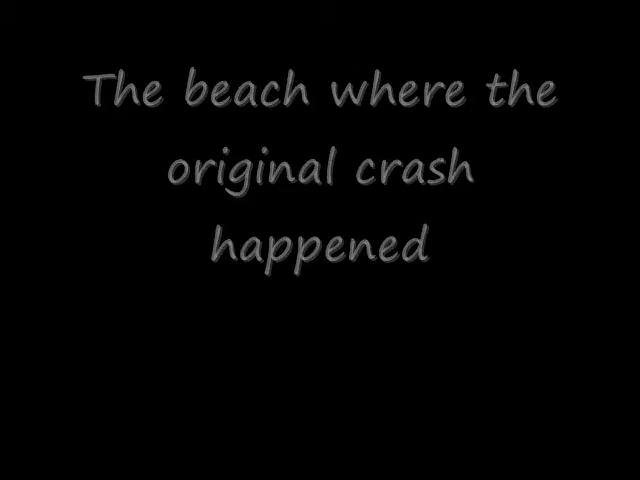 The beach where the
original crash
happened